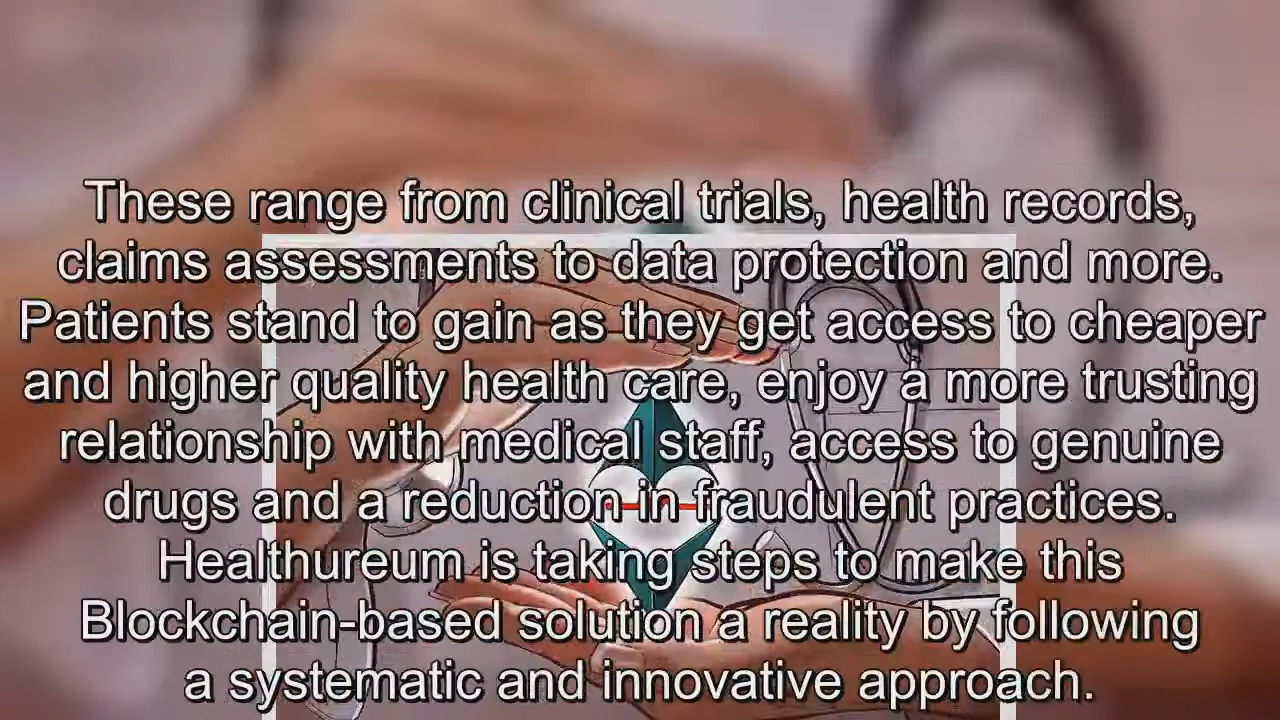 These range from clinical trials, health records,
claims assessments to data protection and more.
Patients stand to gain as they get access to cheaper
and higher quality health care, enjoy a more trusting
relationship with medical staff, access to genuine
drugs and a reduction in fraudulent practices.
Healthureum is taking steps to make this
Blockchain-based solution a reality by following
a systematic and innovative approach.